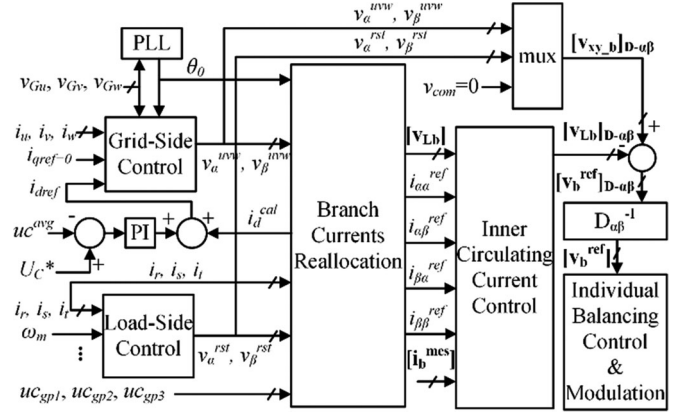 v_α^uvw, v_β^uvw
v_α^rst, v_β^rst
PLL
mux
[v_xy_b]_D-αβ
v_Gu, v_Gv, v_Gw
θ_0
v_com=0
i_u, i_v, i_w
Grid-Side
Control
i_qref=0
v_α^uvw v_β^uvw
i_dref
[v_Lb]
[v_Lb]_D-αβ
+
-
[v_b^ref]_D-αβ
i_αα^ref
i_αβ^ref
i_βα^ref
i_ββ^ref
[i_b^mes]
Branch
Currents
Reallocation
Inner
Circulating
Current
Control
D_αβ^-1
[v_b^ref]
Individual
Balancing
Control
&
Modulation
-
uc^avg
PI
+
+
i_d^cal
U_C*
+
i_r, i_s, i_t
i_r, i_s, i_t
ω_m
Load-Side
Control
v_α^rst v_β^rst
uc_gp1, uc_gp2, uc_gp3